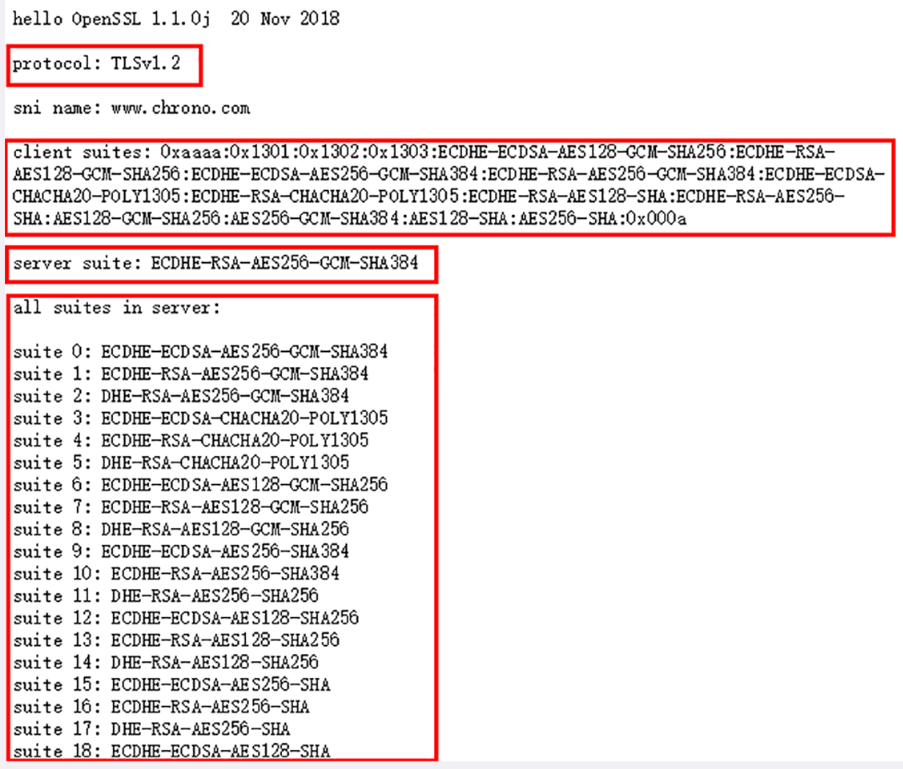 hello OpenSSL 1.1.0j  20 Nov 2018
protocol: TLSv1.2
sni name: www.chrono.com
client suites: 0xaaaa:0x1301:0x1302:0x1303:ECDHE-ECDSA-AES128-GCM-SHA256:ECDHE-RSA-
AES128-GCM-SHA256:ECDHE-ECDSA-AES256-GCM-SHA384:ECDHE-RSA-AES256-GCM-SHA384:ECDHE-ECDSA-
CHACHA20-POLY1305:ECDHE-RSA-CHACHA20-POLY1305:ECDHE-RSA-AES128-SHA:ECDHE-RSA-AES256-
SHA:AES128-GCM-SHA256:AES256-GCM-SHA384:AES128-SHA:AES256-SHA:0x000a
server suite: ECDHE-RSA-AES256-GCM-SHA384
all suites in server:
suite 0: ECDHE-ECDSA-AES256-GCM-SHA384
suite 1: ECDHE-RSA-AES256-GCM-SHA384
suite 2: DHE-RSA-AES256-GCM-SHA384
suite 3: ECDHE-ECDSA-CHACHA20-POLY1305
suite 4: ECDHE-RSA-CHACHA20-POLY1305
suite 5: DHE-RSA-CHACHA20-POLY1305
suite 6: ECDHE-ECDSA-AES128-GCM-SHA256
suite 7: ECDHE-RSA-AES128-GCM-SHA256
suite 8: DHE-RSA-AES128-GCM-SHA256
suite 9: ECDHE-ECDSA-AES256-SHA384
suite 10: ECDHE-RSA-AES256-SHA384
suite 11: DHE-RSA-AES256-SHA256
suite 12: ECDHE-ECDSA-AES128-SHA256
suite 13: ECDHE-RSA-AES128-SHA256
suite 14: DHE-RSA-AES128-SHA256
suite 15: ECDHE-ECDSA-AES256-SHA
suite 16: ECDHE-RSA-AES256-SHA
suite 17: DHE-RSA-AES256-SHA
suite 18: ECDHE-ECDSA-AES128-SHA